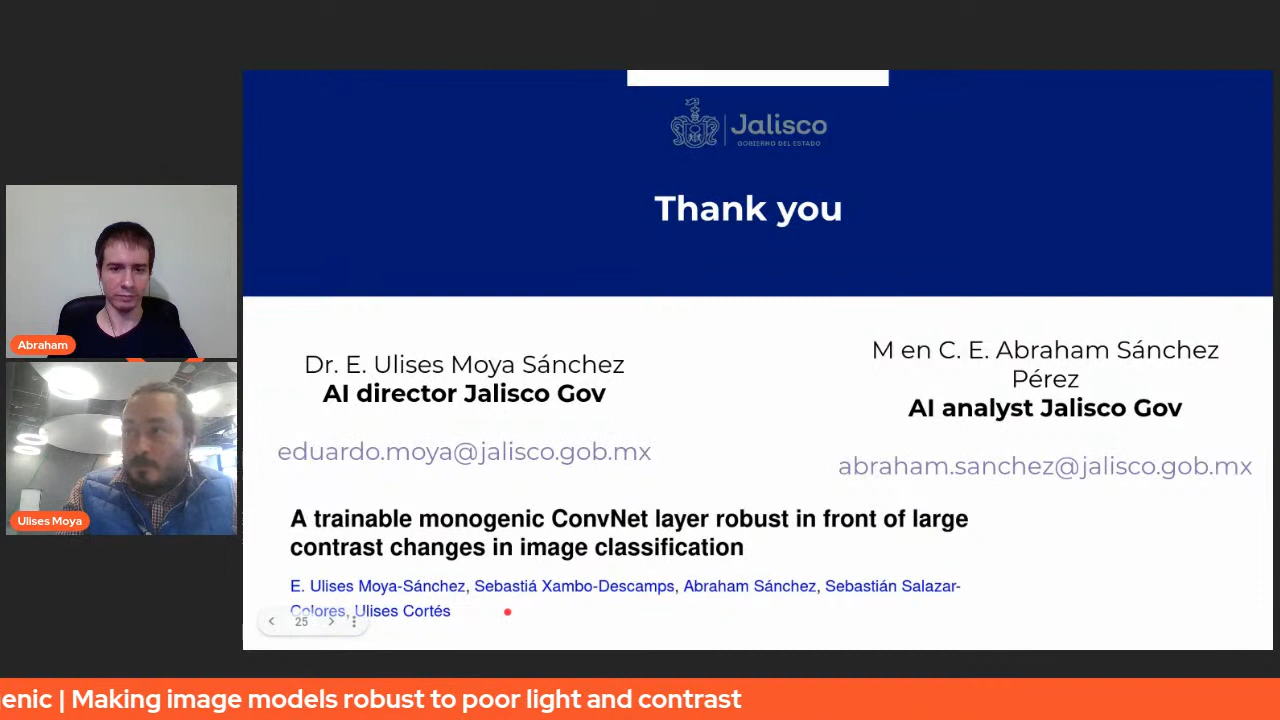 Jalisco
GOBIERNO DEL ESTADO
Thank you
Abraham
Ulises Moya
Dr. E. Ulises Moya Sánchez
AI director Jalisco Gov
eduardo.moya@jalisco.gob.mx
M en C. E. Abraham Sánchez
Pérez
AI analyst Jalisco Gov
abraham.sanchez@jalisco.gob.mx
A trainable monogenic ConvNet layer robust in front of large
contrast changes in image classification
E. Ulises Moya-Sánchez, Sebastiá Xambo-Descamps, Abraham Sánchez, Sebastián Salazar-
Colores, Ulises Cortés
25
genic | Making image models robust to poor light and contrast